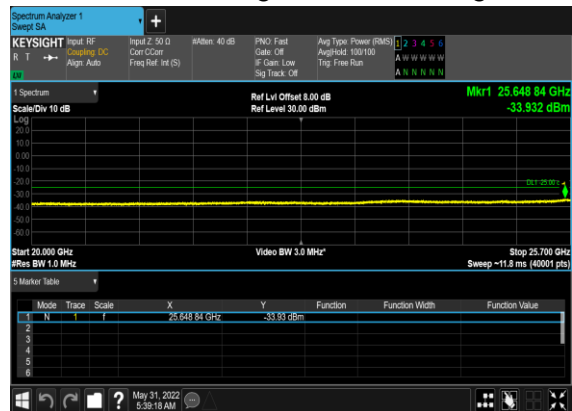 Spectrum Analyzer 1
Swept SA
+
KEYSIGHT Input: RF Input Z: 50 Ω #Atten: 40 dB PNO: Fast Avg Type: Power (RMS) 1 2 3 4 5 6
R T Coupling: DC Corr CCorr Gate: Off Avg|Hold: 100/100 A W W W W W
Align: Auto Freq Ref: Int (S) IF Gain: Low Trig: Free Run
LW Sig Track: Off A N N N N N
1 Spectrum Ref Lvl Offset 8.00 dB Mkr1 25.648 84 GHz
Scale/Div 10 dB Ref Level 30.00 dBm -33.932 dBm
Log
20.0
10.0
0.00
-10.0
-20.0 DL1 -25.00
-30.0
-40.0
-50.0
-60.0
Start 20.000 GHz Video BW 3.0 MHz* Stop 25.700 GHz
#Res BW 1.0 MHz Sweep ~11.8 ms (40001 pts)
5 Marker Table
Mode Trace Scale X Y Function Function Width Function Value
1 N 1 f 25.648 84 GHz -33.93 dBm
2
3
4
5
6
? May 31, 2022
5:39:18 AM